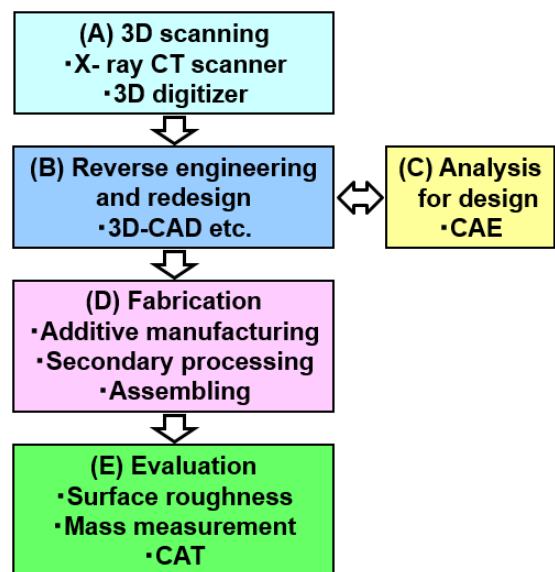 (A) 3D scanning
・X- ray CT scanner
・3D digitizer
(B) Reverse engineering
and redesign
・3D-CAD etc.
(C) Analysis
for design
・CAE
(D) Fabrication
・Additive manufacturing
・Secondary processing
・Assembling
(E) Evaluation
・Surface roughness
・Mass measurement
・CAT